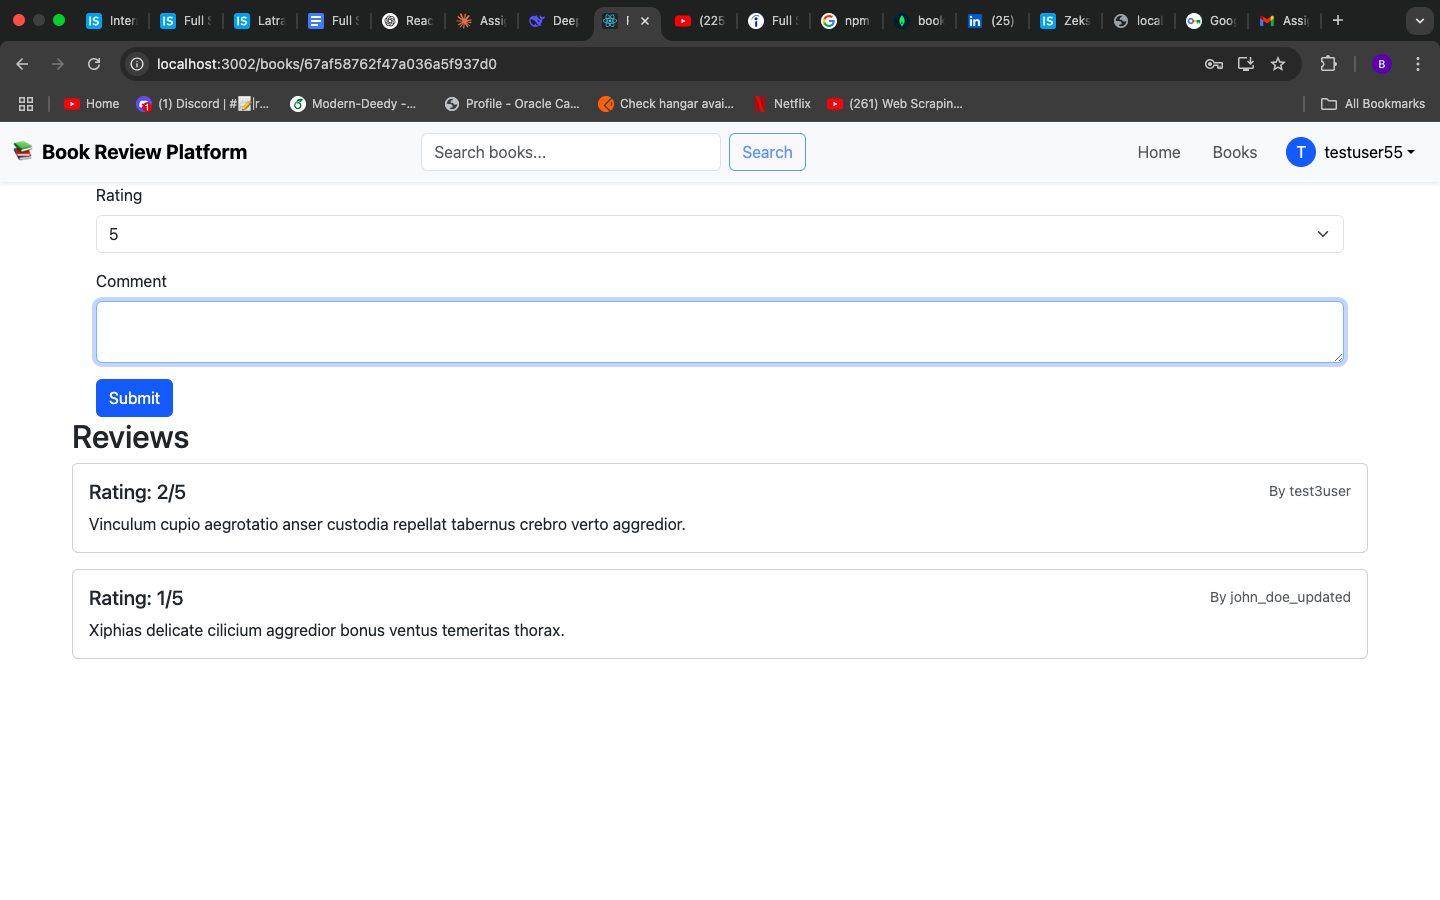 Intern
Full S
Latra
Full S
Reac
Assig
Deep
(225
Full S
npm
book
(25)
Zeks
local
Goog
Assig
localhost:3002/books/67af58762f47a036a5f937d0
B
Home
(1) Discord | #📝|r...
Modern-Deedy -...
Profile - Oracle Ca...
Check hangar avai...
Netflix
(261) Web Scrapin...
All Bookmarks
Book Review Platform
Search books...
Search
Home
Books
T
testuser55
Rating
5
Comment
Submit
Reviews
Rating: 2/5
By test3user
Vinculum cupio aegrotatio anser custodia repellat tabernus crebro verto aggredior.
Rating: 1/5
By john_doe_updated
Xiphias delicate cilicium aggredior bonus ventus temeritas thorax.